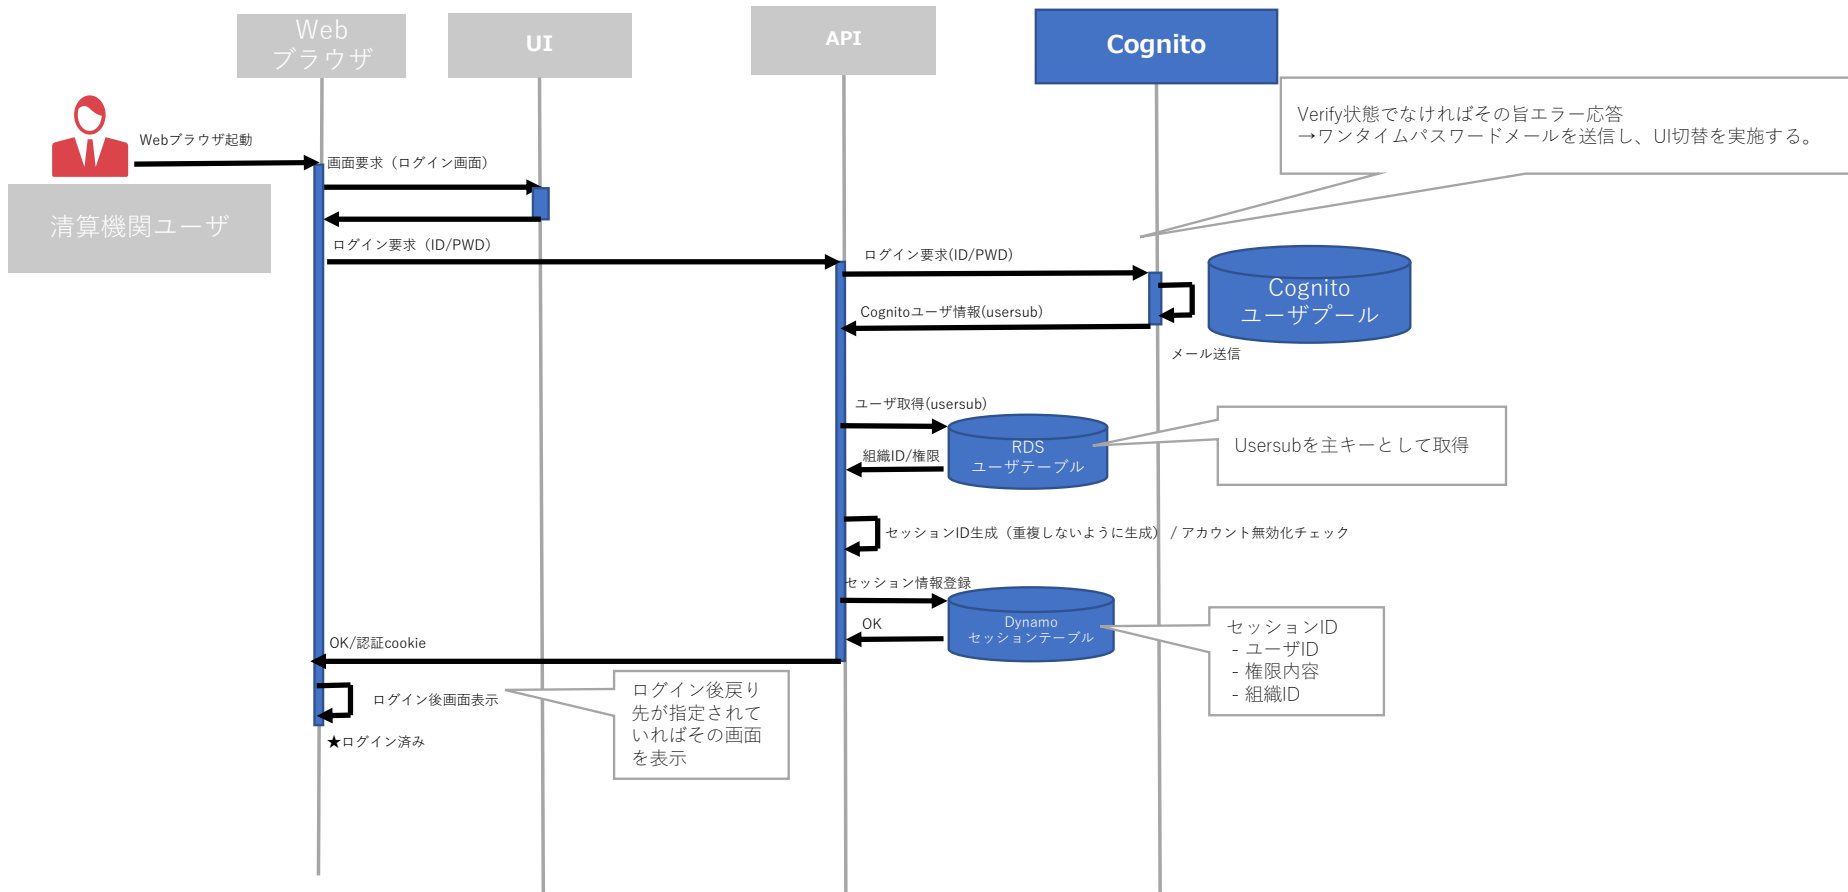 Web
ブラウザ
UI
API
Cognito
Verify状態でなければその旨エラー応答
→ワンタイムパスワードメールを送信し、UI切替を実施する。
Webブラウザ起動
画面要求（ログイン画面）
清算機関ユーザ
ログイン要求（ID/PWD）
ログイン要求(ID/PWD)
Cognito
ユーザプール
Cognitoユーザ情報(usersub)
メール送信
ユーザ取得(usersub)
RDS
ユーザテーブル
Usersubを主キーとして取得
組織ID/権限
セッションID生成（重複しないように生成） / アカウント無効化チェック
セッション情報登録
Dynamo
セッションテーブル
OK
セッションID
- ユーザID
- 権限内容
- 組織ID
OK/認証cookie
ログイン後画面表示
ログイン後戻り
先が指定されて
いればその画面
を表示
★ログイン済み